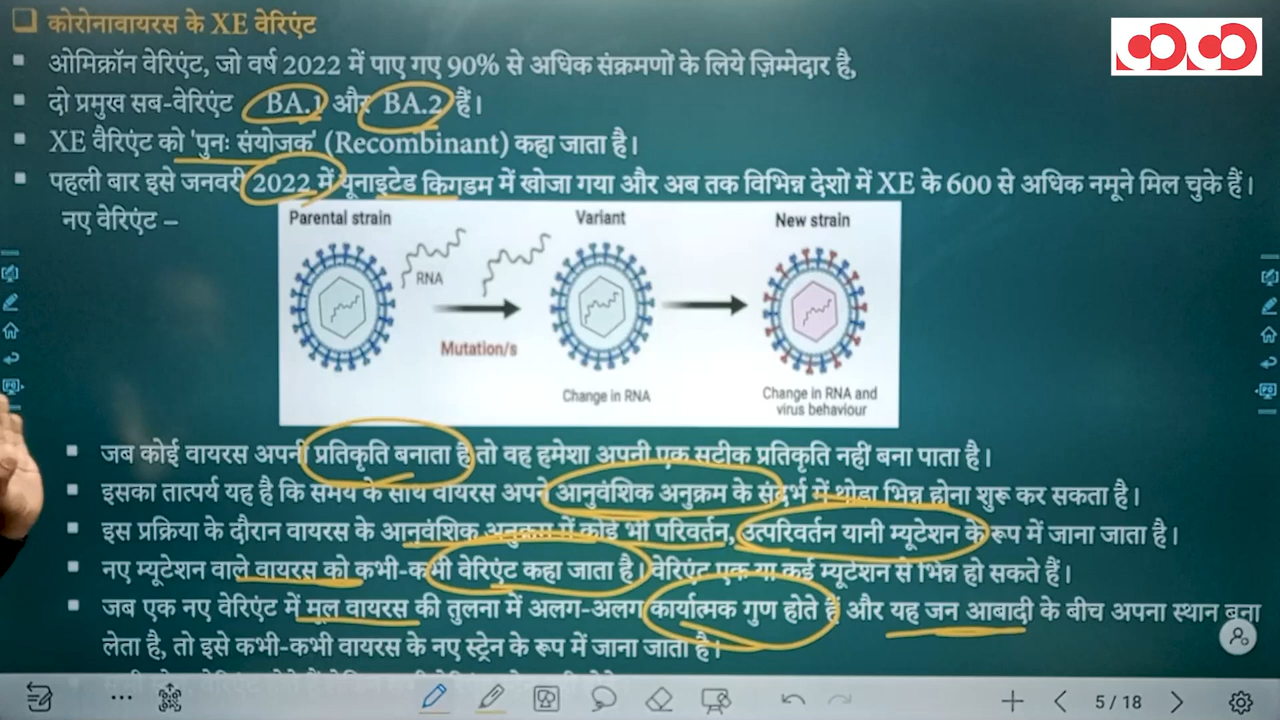 कोरोनावायरस के XE वेरिएंट
ओमिक्रॉन वेरिएंट, जो वर्ष 2022 में पाए गए 90% से अधिक संक्रमणों के लिये ज़िम्मेदार है,
दो प्रमुख सब-वेरिएंट BA.1 और BA.2 हैं।
XE वैरिएंट को 'पुनः संयोजक' (Recombinant) कहा जाता है।
पहली बार इसे जनवरी 2022 में यूनाइटेड किंगडम में खोजा गया और अब तक विभिन्न देशों में XE के 600 से अधिक नमूने मिल चुके हैं।
नए वेरिएंट –
Parental strain Variant New strain
RNA
Mutation/s
Change in RNA
Change in RNA and
virus behaviour
जब कोई वायरस अपनी प्रतिकृति बनाता है तो वह हमेशा अपनी एक सटीक प्रतिकृति नहीं बना पाता है।
इसका तात्पर्य यह है कि समय के साथ वायरस अपने आनुवंशिक अनुक्रम के संदर्भ में थोड़ा भिन्न होना शुरू कर सकता है।
इस प्रक्रिया के दौरान वायरस के आनुवंशिक अनुक्रम में कोई भी परिवर्तन, उत्परिवर्तन यानी म्यूटेशन के रूप में जाना जाता है।
नए म्यूटेशन वाले वायरस को कभी-कभी वेरिएंट कहा जाता है। वेरिएंट एक या कई म्यूटेशन से भिन्न हो सकते हैं।
जब एक नए वेरिएंट में मूल वायरस की तुलना में अलग-अलग कार्यात्मक गुण होते हैं और यह जन आबादी के बीच अपना स्थान बना
लेता है, तो इसे कभी-कभी वायरस के नए स्ट्रेन के रूप में जाना जाता है।
5 / 18